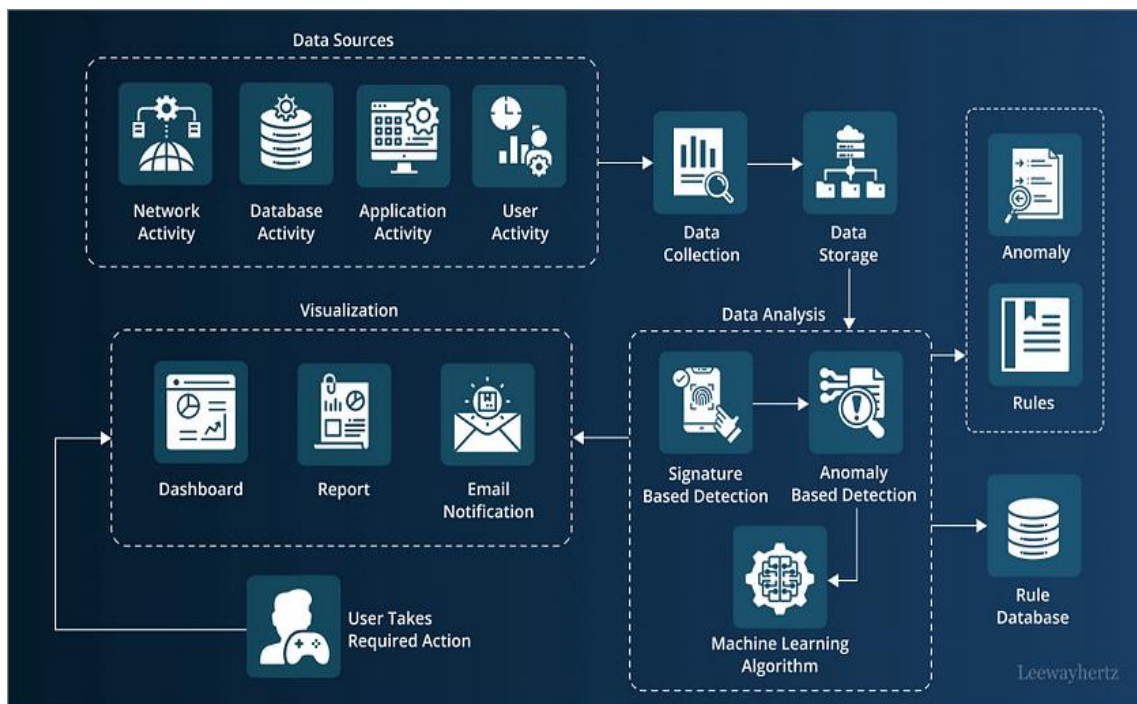 Data Sources
Network
Activity
Database
Activity
Application
Activity
User
Activity
Data
Collection
Data
Storage
Anomaly
Rules
Visualization
Dashboard
Report
Email
Notification
Data Analysis
Signature
Based Detection
Anomaly
Based Detection
Machine Learning
Algorithm
Rule
Database
User Takes
Required Action
Leewayhertz